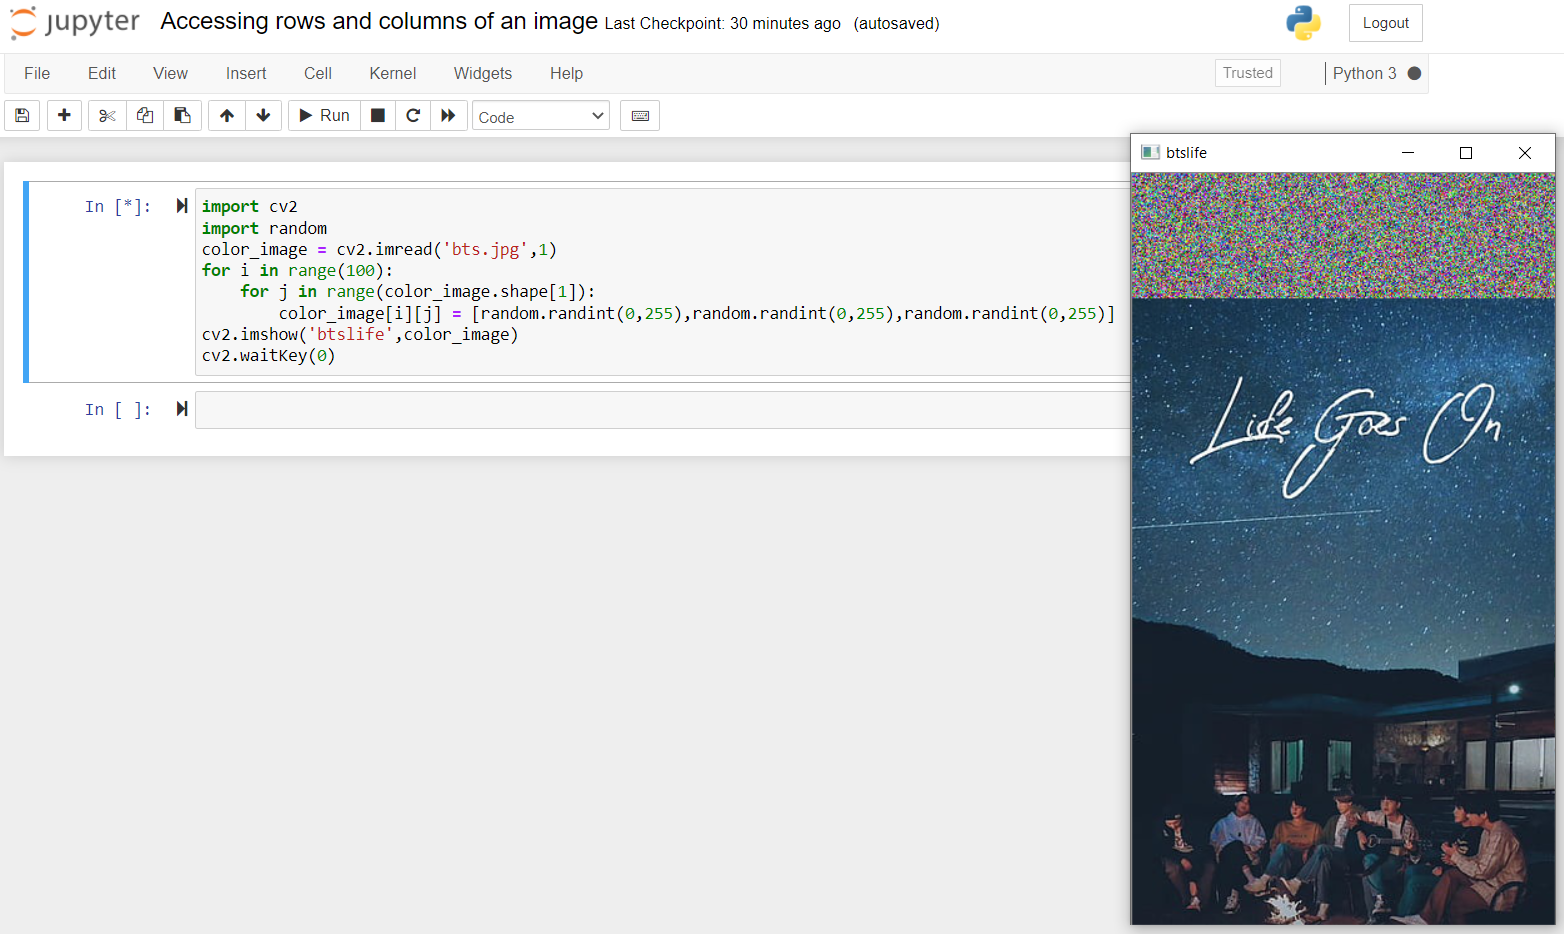 jupyter Accessing rows and columns of an image Last Checkpoint: 30 minutes ago (autosaved) Logout
File Edit View Insert Cell Kernel Widgets Help Trusted Python 3
Run Code
btslife
In [*]:
import cv2
import random
color_image = cv2.imread('bts.jpg',1)
for i in range(100):
    for j in range(color_image.shape[1]):
        color_image[i][j] = [random.randint(0,255),random.randint(0,255),random.randint(0,255)]
cv2.imshow('btslife',color_image)
cv2.waitKey(0)
In [ ]:
Life Goes On